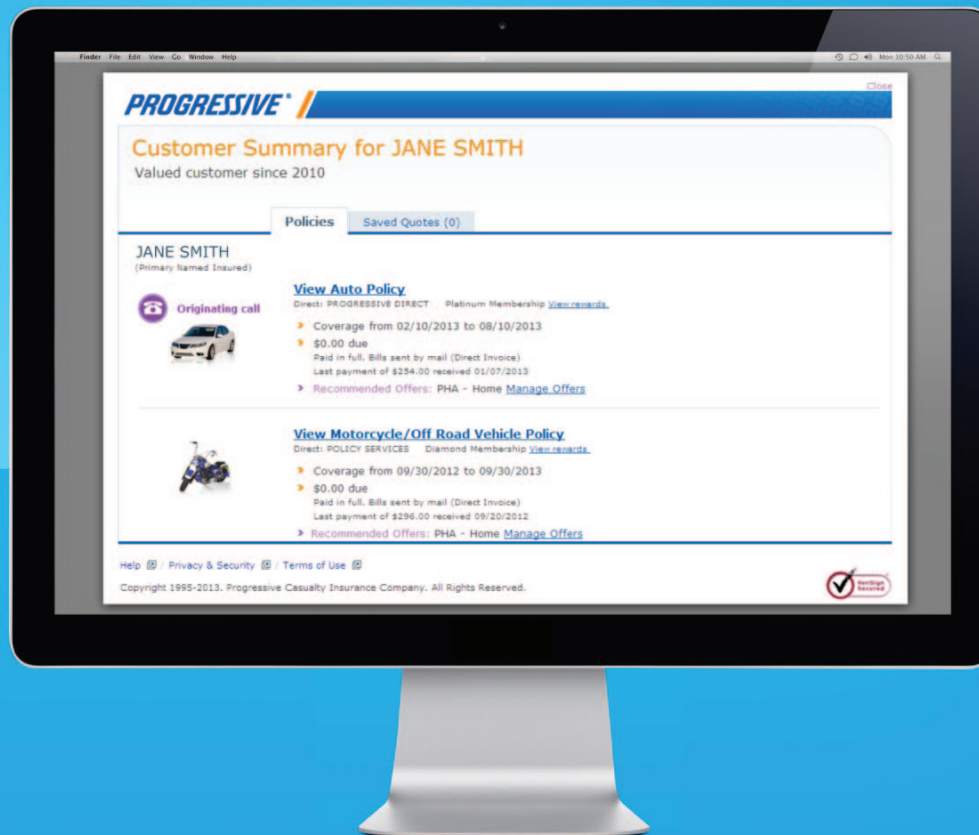 Finder File Edit View Go Window Help
Mon 10:50 AM
Close
PROGRESSIVE®
Customer Summary for JANE SMITH
Valued customer since 2010
Policies Saved Quotes (0)
JANE SMITH
(Primary Named Insured)
Originating call
View Auto Policy
Direct: PROGRESSIVE DIRECT Platinum Membership View rewards
Coverage from 02/10/2013 to 08/10/2013
$0.00 due
Paid in full. Bills sent by mail (Direct Invoice)
Last payment of $254.00 received 01/07/2013
Recommended Offers: PHA - Home Manage Offers
View Motorcycle/Off Road Vehicle Policy
Direct: POLICY SERVICES Diamond Membership View rewards
Coverage from 09/30/2012 to 09/30/2013
$0.00 due
Paid in full. Bills sent by mail (Direct Invoice)
Last payment of $296.00 received 09/20/2012
Recommended Offers: PHA - Home Manage Offers
Help / Privacy & Security / Terms of Use
Copyright 1995-2013. Progressive Casualty Insurance Company. All Rights Reserved.
VeriSign
Secured